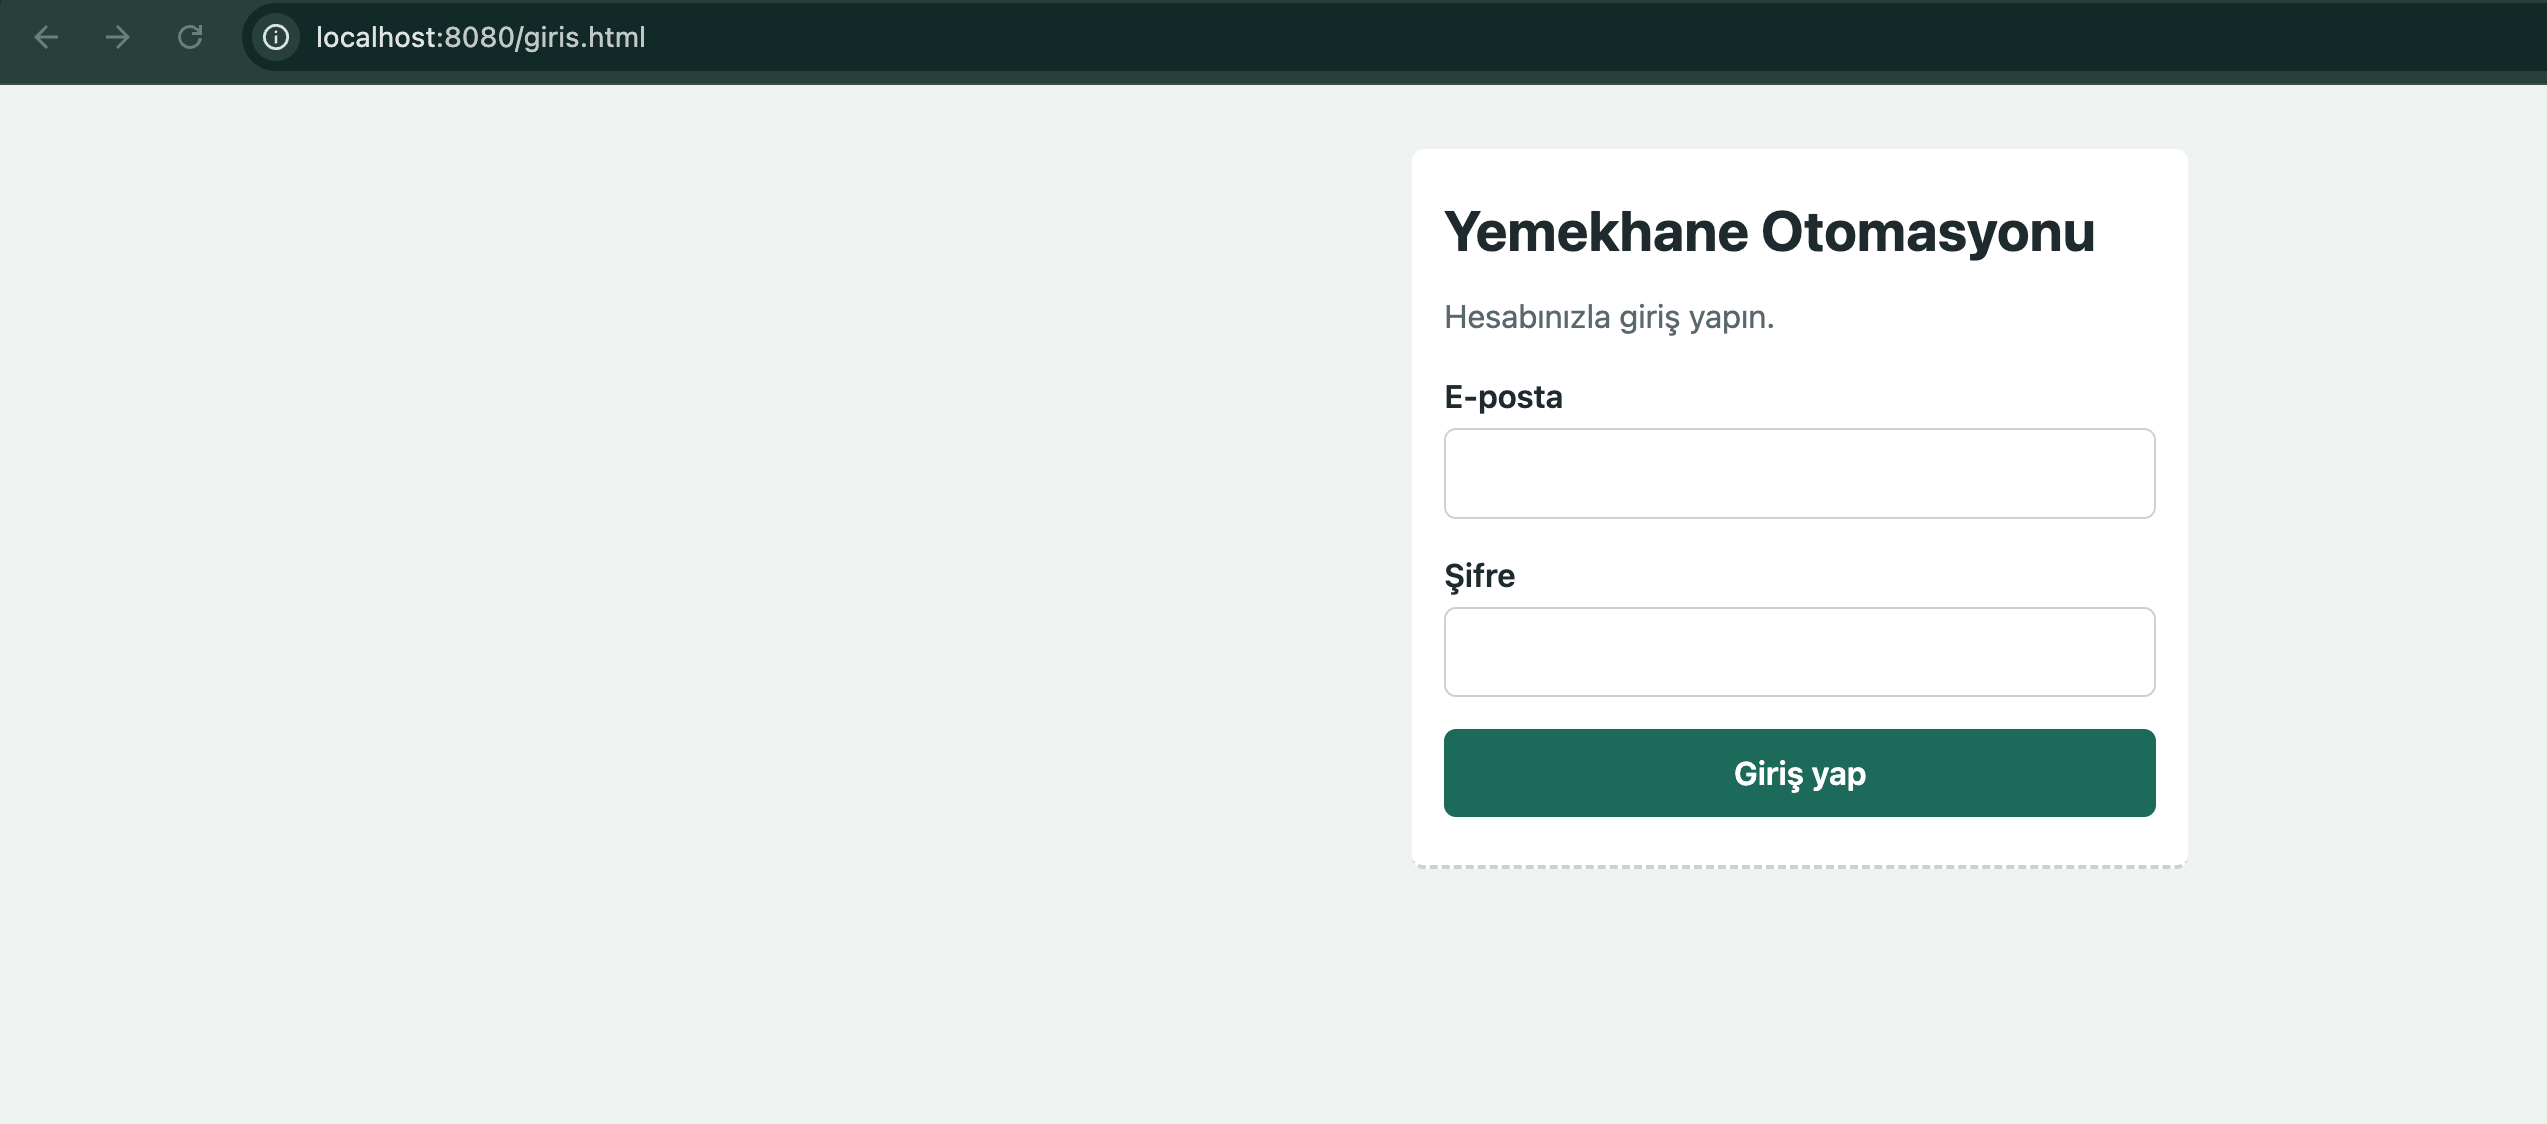 localhost:8080/giris.html
Yemekhane Otomasyonu
Hesabınızla giriş yapın.
E-posta
Şifre
Giriş yap